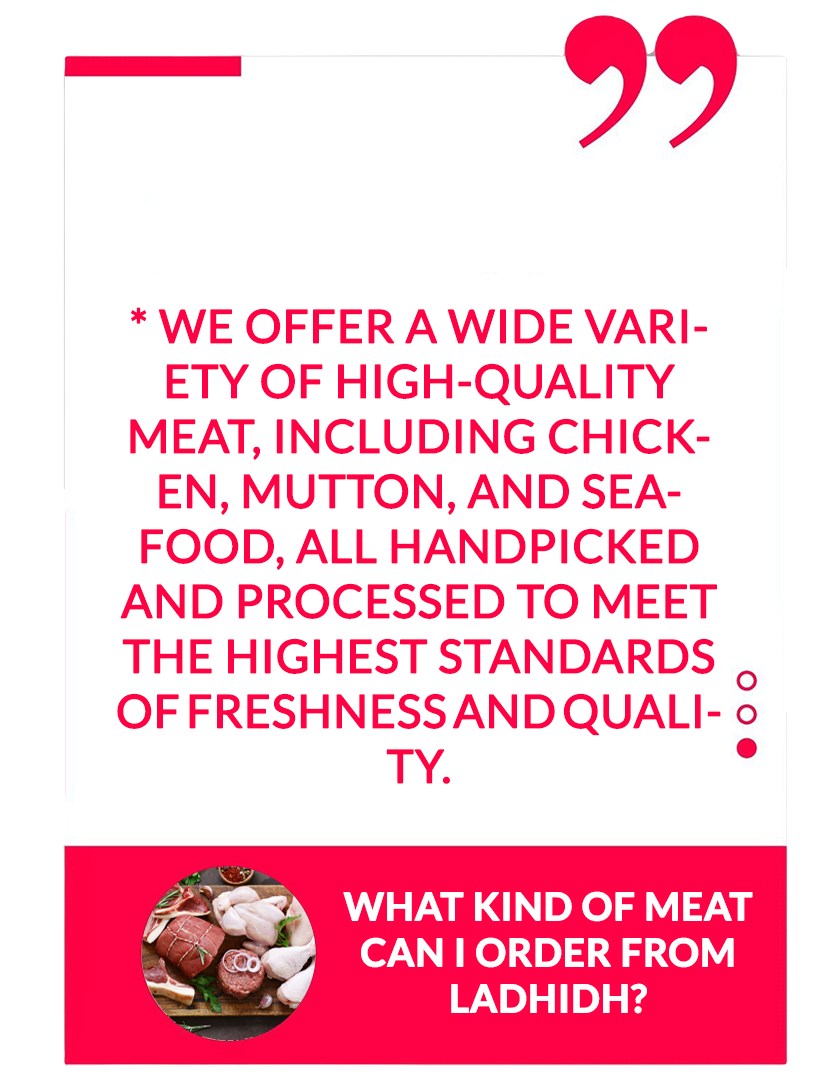 * WE OFFER A WIDE VARI-
ETY OF HIGH-QUALITY
MEAT, INCLUDING CHICK-
EN, MUTTON, AND SEA-
FOOD, ALL HANDPICKED
AND PROCESSED TO MEET
THE HIGHEST STANDARDS
OF FRESHNESS AND QUALI-
TY.
WHAT KIND OF MEAT
CAN I ORDER FROM
LADHIDH?